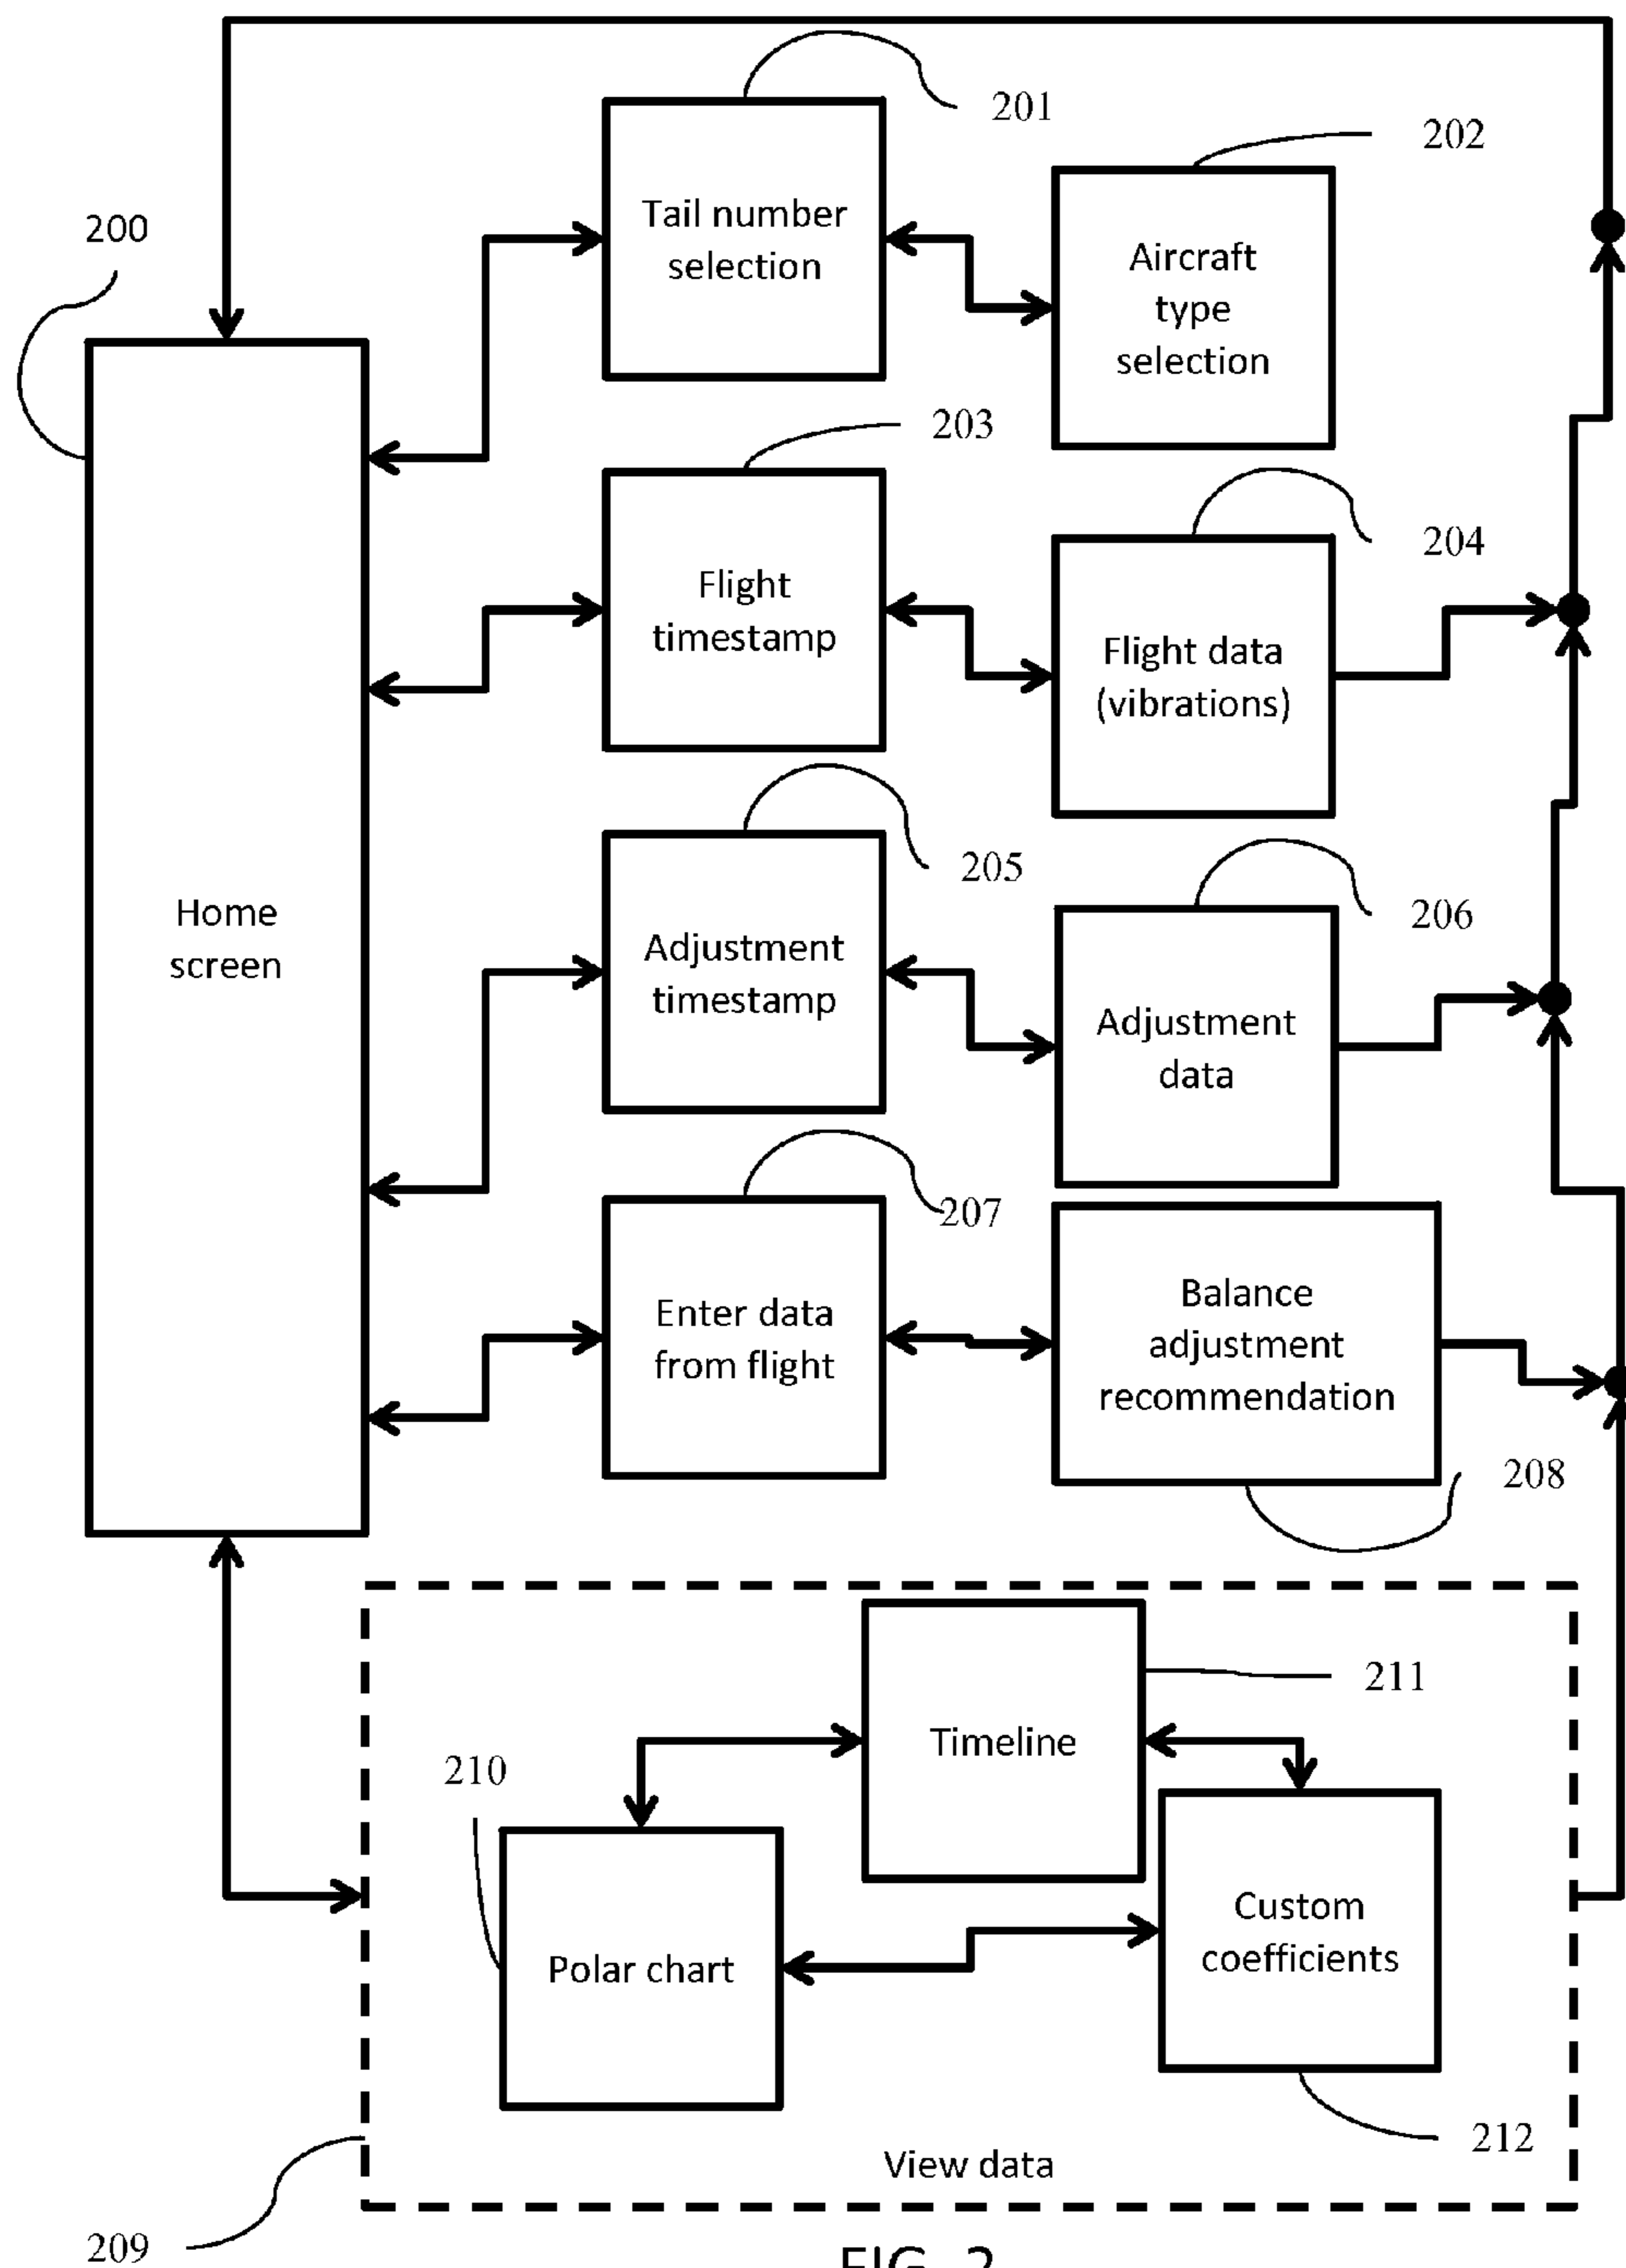 201
202
Tail number
selection
200
Aircraft
type
selection
203
204
Flight
timestamp
Flight data
(vibrations)
205
206
Home
screen
Adjustment
timestamp
Adjustment
data
207
Enter data
from flight
Balance
adjustment
recommendation
208
211
Timeline
210
Custom
coefficients
Polar chart
212
View data
209
FIG. 2